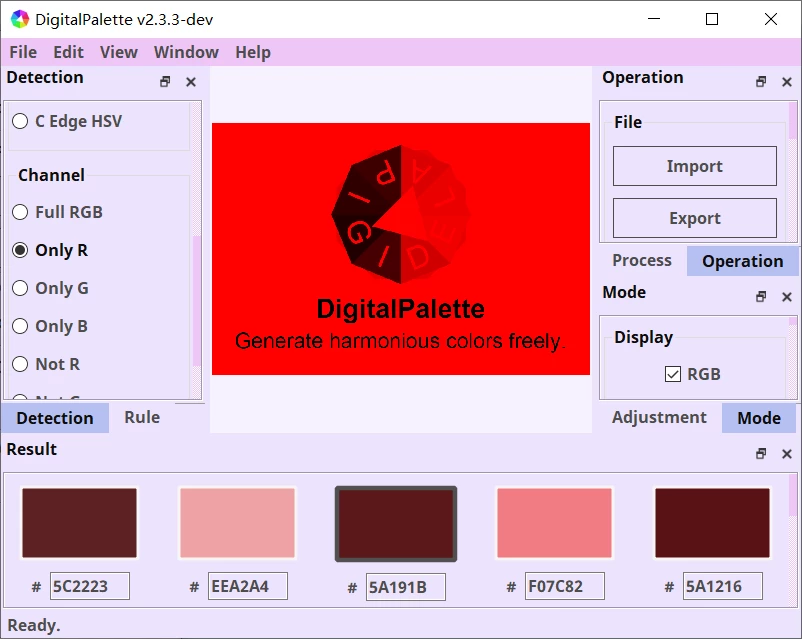 DigitalPalette v2.3.3-dev
File Edit View Window Help
Detection
C Edge HSV
Channel
Full RGB
Only R
Only G
Only B
Not R
Detection Rule
DIGIPALED
DigitalPalette
Generate harmonious colors freely.
Operation
File
Import
Export
Process Operation
Mode
Display
RGB
Adjustment Mode
Result
# 5C2223 # EEA2A4 # 5A191B # F07C82 # 5A1216
Ready.